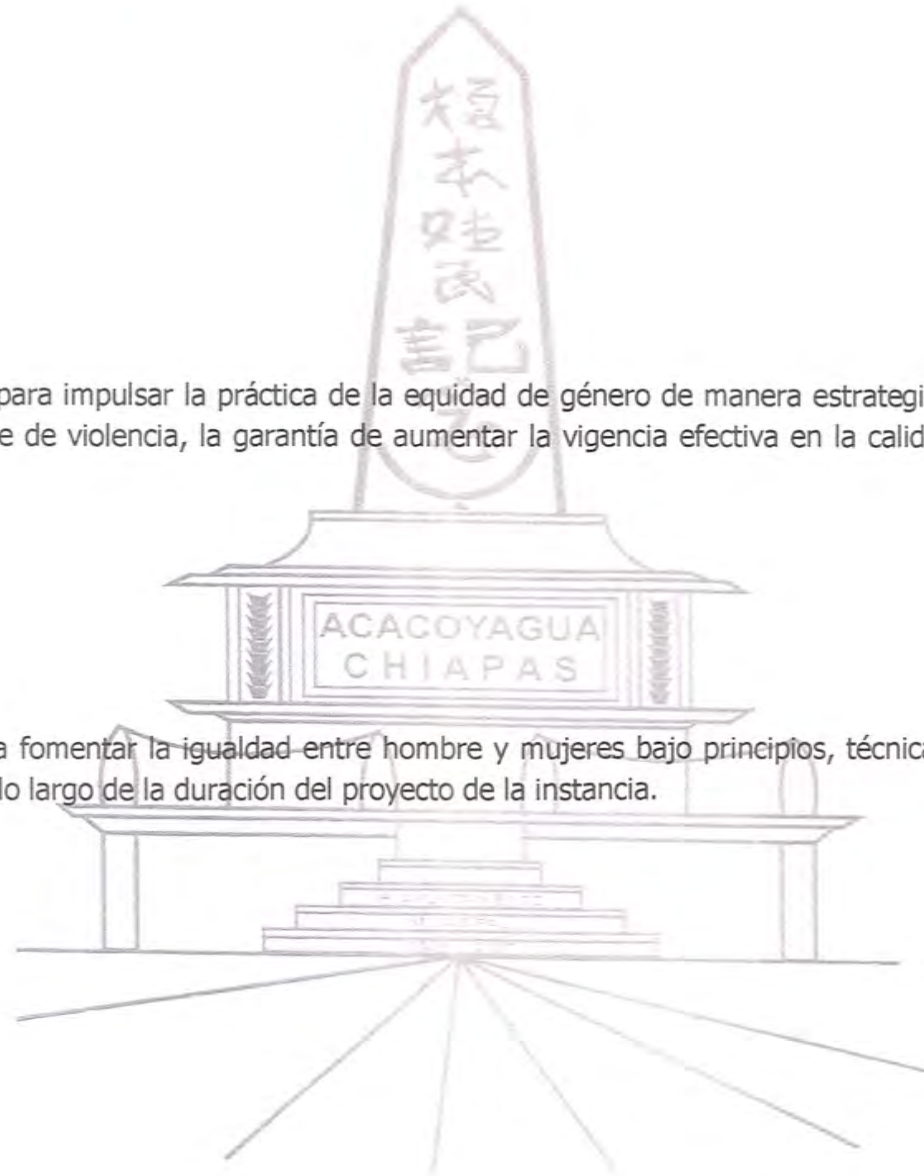 para impulsar la práctica de la equidad de género de manera estrategi
e de violencia, la garantía de aumentar la vigencia efectiva en la calid
ACACOYAGUA
CHIAPAS
a fomentar la igualdad entre hombre y mujeres bajo principios, técnica
lo largo de la duración del proyecto de la instancia.